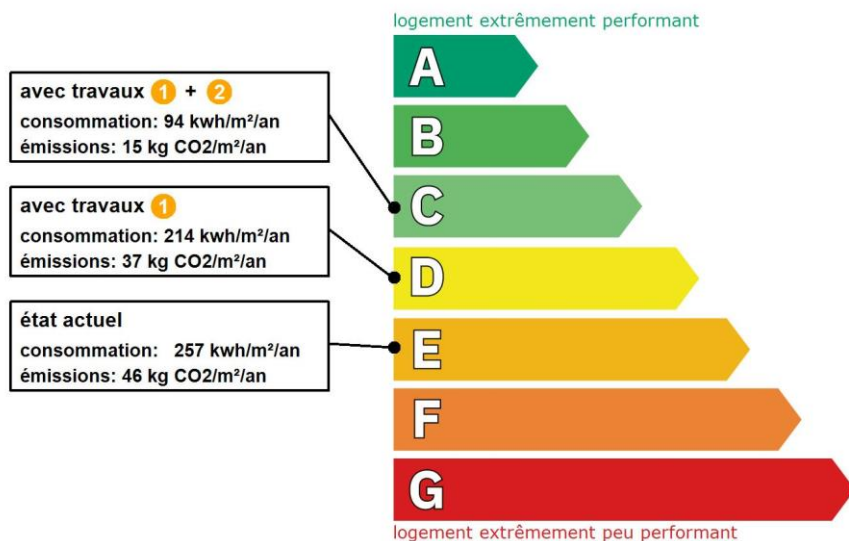 logement extrêmement performant
A
avec travaux 1 + 2
consommation: 94 kwh/m²/an
émissions: 15 kg CO2/m²/an
B
C
avec travaux 1
consommation: 214 kwh/m²/an
émissions: 37 kg CO2/m²/an
D
état actuel
consommation: 257 kwh/m²/an
émissions: 46 kg CO2/m²/an
E
F
G
logement extrêmement peu performant